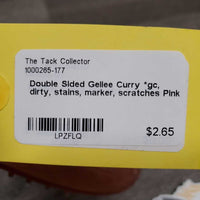 The Tack Collector
1000265-177
Double Sided Gellee Curry *gc,
dirty, stains, marker, scratches Pink
LPZFLQ
$2.65